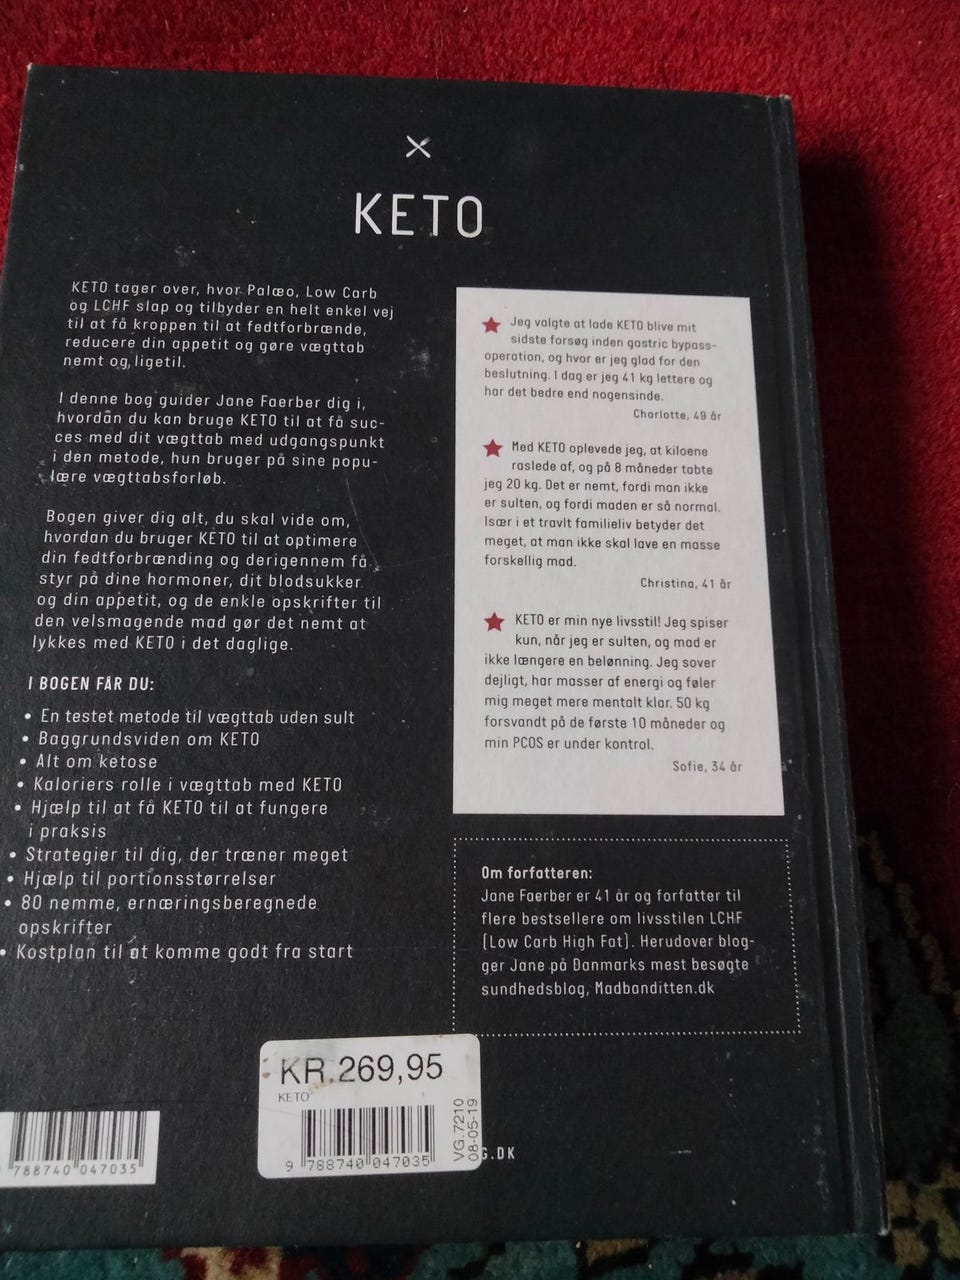 KETO
KETO tager over, hvor Palæo, Low Carb
og LCHF slap og tilbyder en helt enkel vej
til at få kroppen til at fedtforbrænde,
reducere din appetit og gøre vægttab
nemt og ligetil.
I denne bog guider Jane Faerber dig i,
hvordan du kan bruge KETO til at få suc-
ces med dit vægttab med udgangspunkt
i den metode, hun bruger på sine popu-
lære vægttabsforløb.
Bogen giver dig alt, du skal vide om,
hvordan du bruger KETO til at optimere
din fedtforbrænding og derigennem få
styr på dine hormoner, dit blodsukker
og din appetit, og de enkle opskrifter til
den velsmagende mad gør det nemt at
lykkes med KETO i det daglige.
I BOGEN FÅR DU:
• En testet metode til vægttab uden sult
• Baggrundsviden om KETO
• Alt om ketose
• Kaloriers rolle i vægttab med KETO
• Hjælp til at få KETO til at fungere
i praksis
• Strategier til dig, der træner meget
• Hjælp til portionsstørrelser
• 80 nemme, ernæringsberegnede
opskrifter
• Kostplan til at komme godt fra start
Jeg valgte at lade KETO blive mit
sidste forsøg inden gastric bypass-
operation, og hvor er jeg glad for den
beslutning. I dag er jeg 41 kg lettere og
har det bedre end nogensinde.
Charlotte, 49 år
Med KETO oplevede jeg, at kiloene
raslede af, og på 8 måneder tabte
jeg 20 kg. Det er nemt, fordi man ikke
er sulten, og fordi maden er så normal.
Især i et travlt familieliv betyder det
meget, at man ikke skal lave en masse
forskellig mad.
Christina, 41 år
KETO er min nye livsstil! Jeg spiser
kun, når jeg er sulten, og mad er
ikke længere en belønning. Jeg sover
dejligt, har masser af energi og føler
mig meget mere mentalt klar. 50 kg
forsvandt på de første 10 måneder og
min PCOS er under kontrol.
Sofie, 34 år
Om forfatteren:
Jane Faerber er 41 år og forfatter til
flere bestsellere om livsstilen LCHF
(Low Carb High Fat). Herudover blog-
ger Jane på Danmarks mest besøgte
sundhedsblog, Madbanditten.dk
KR.269,95
KETO
9 788740 047035
VG.7210
08-05-19
788740 047035
G.DK